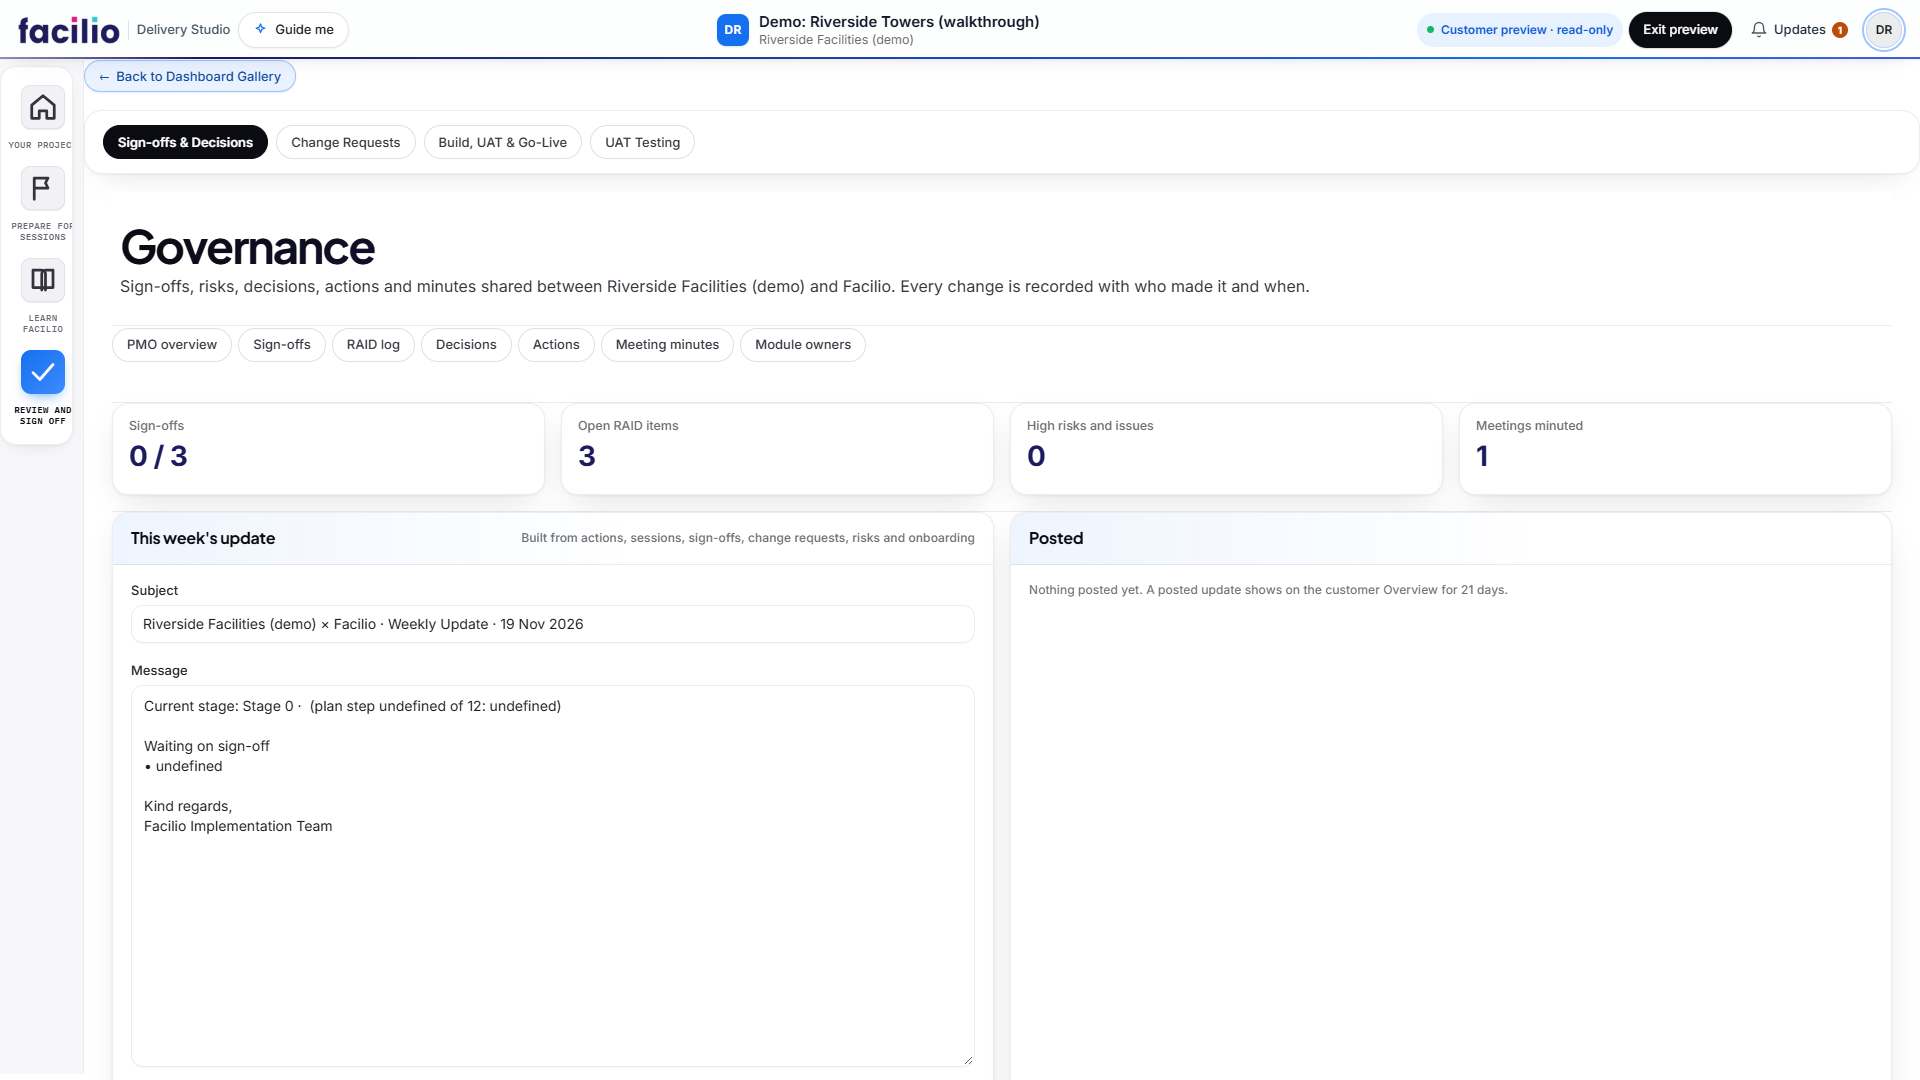 facilio
Delivery Studio
Guide me
DR
Demo: Riverside Towers (walkthrough)
Riverside Facilities (demo)
Customer preview · read-only
Exit preview
Updates
1
DR
← Back to Dashboard Gallery
YOUR PROJEC
PREPARE FOR
SESSIONS
LEARN
FACILIO
REVIEW AND
SIGN OFF
Sign-offs & Decisions
Change Requests
Build, UAT & Go-Live
UAT Testing
Governance
Sign-offs, risks, decisions, actions and minutes shared between Riverside Facilities (demo) and Facilio. Every change is recorded with who made it and when.
PMO overview
Sign-offs
RAID log
Decisions
Actions
Meeting minutes
Module owners
Sign-offs
0 / 3
Open RAID items
3
High risks and issues
0
Meetings minuted
1
This week's update
Built from actions, sessions, sign-offs, change requests, risks and onboarding
Subject
Riverside Facilities (demo) × Facilio · Weekly Update · 19 Nov 2026
Message
Current stage: Stage 0 ·  (plan step undefined of 12: undefined)
Waiting on sign-off
• undefined
Kind regards,
Facilio Implementation Team
Posted
Nothing posted yet. A posted update shows on the customer Overview for 21 days.